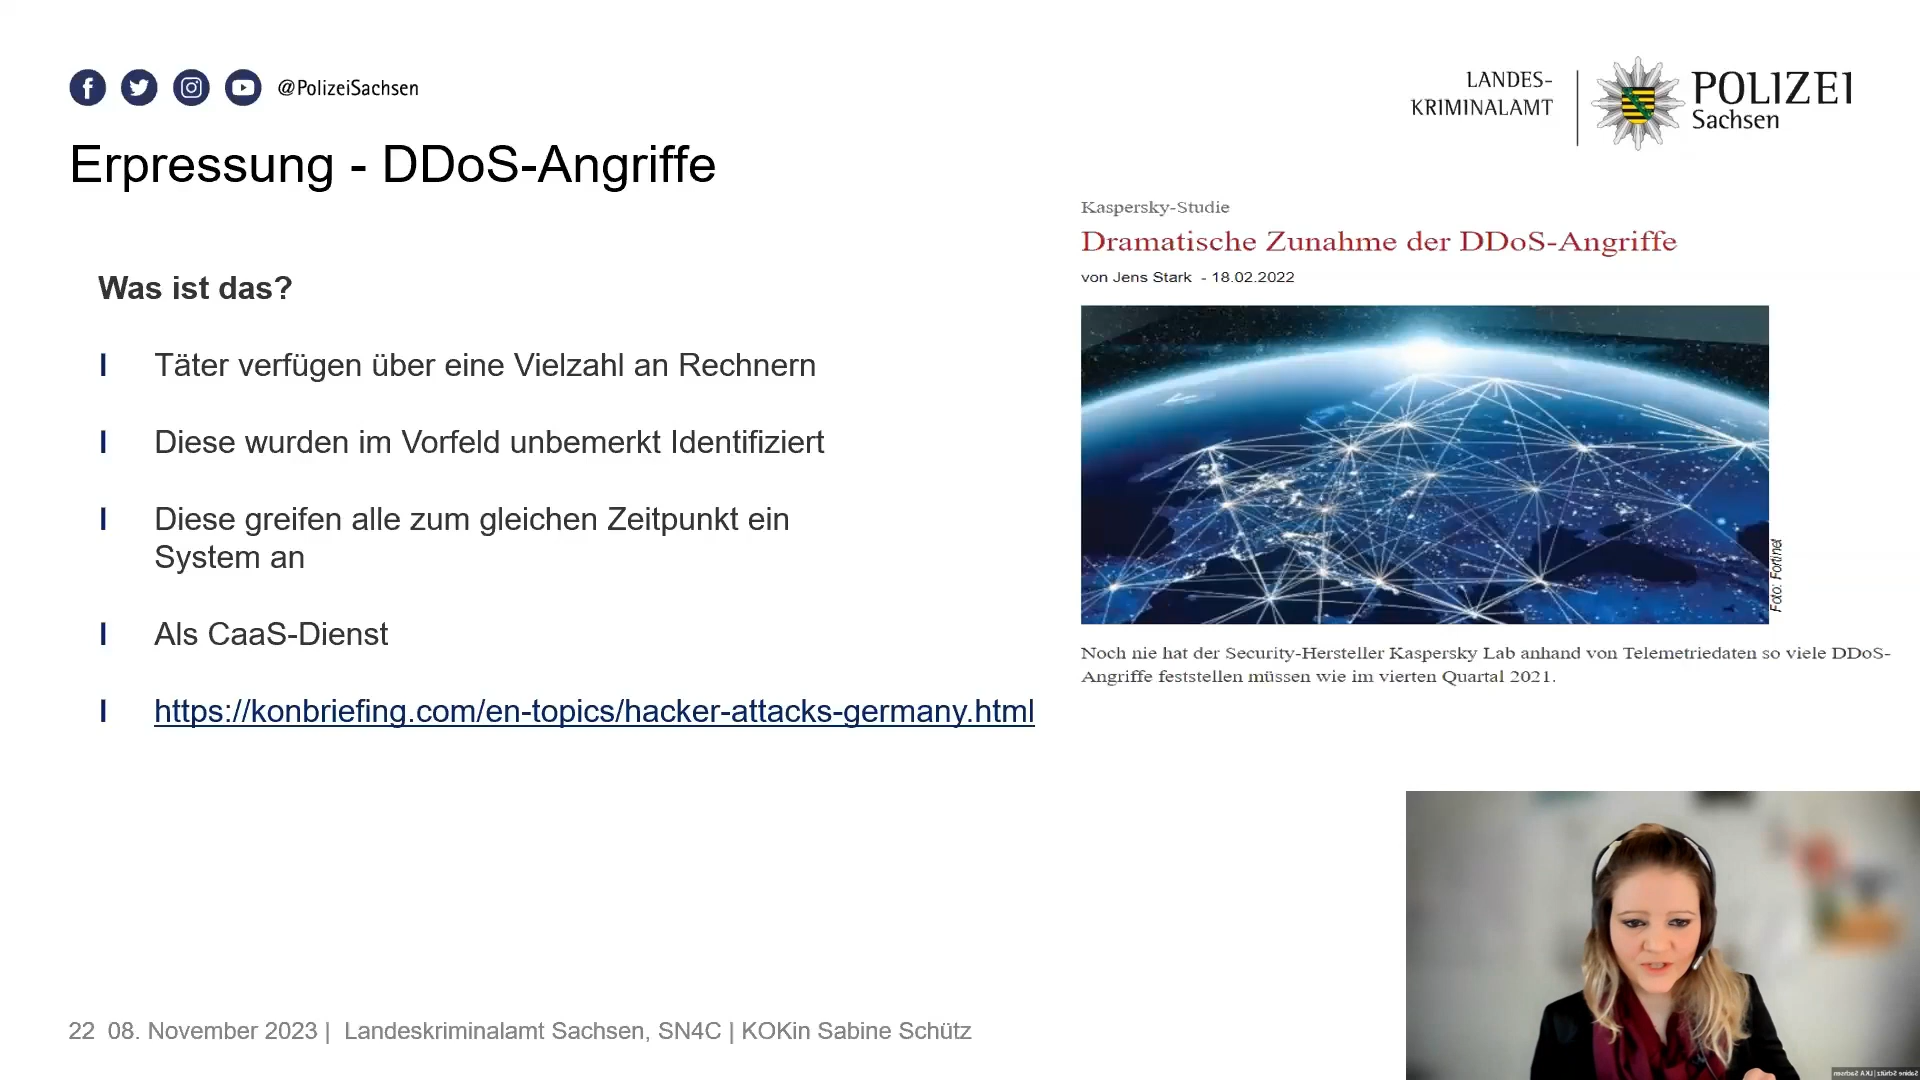 @PolizeiSachsen
LANDES-
KRIMINALAMT
POLIZEI
Sachsen
Erpressung - DDoS-Angriffe
Was ist das?
Täter verfügen über eine Vielzahl an Rechnern
Diese wurden im Vorfeld unbemerkt Identifiziert
Diese greifen alle zum gleichen Zeitpunkt ein
System an
Als CaaS-Dienst
https://konbriefing.com/en-topics/hacker-attacks-germany.html
Kaspersky-Studie
Dramatische Zunahme der DDoS-Angriffe
von Jens Stark - 18.02.2022
Foto: Fortinet
Noch nie hat der Security-Hersteller Kaspersky Lab anhand von Telemetriedaten so viele DDoS-
Angriffe feststellen müssen wie im vierten Quartal 2021.
Sabine Schütz | LKA Sachsen
22 08. November 2023 | Landeskriminalamt Sachsen, SN4C | KOKin Sabine Schütz